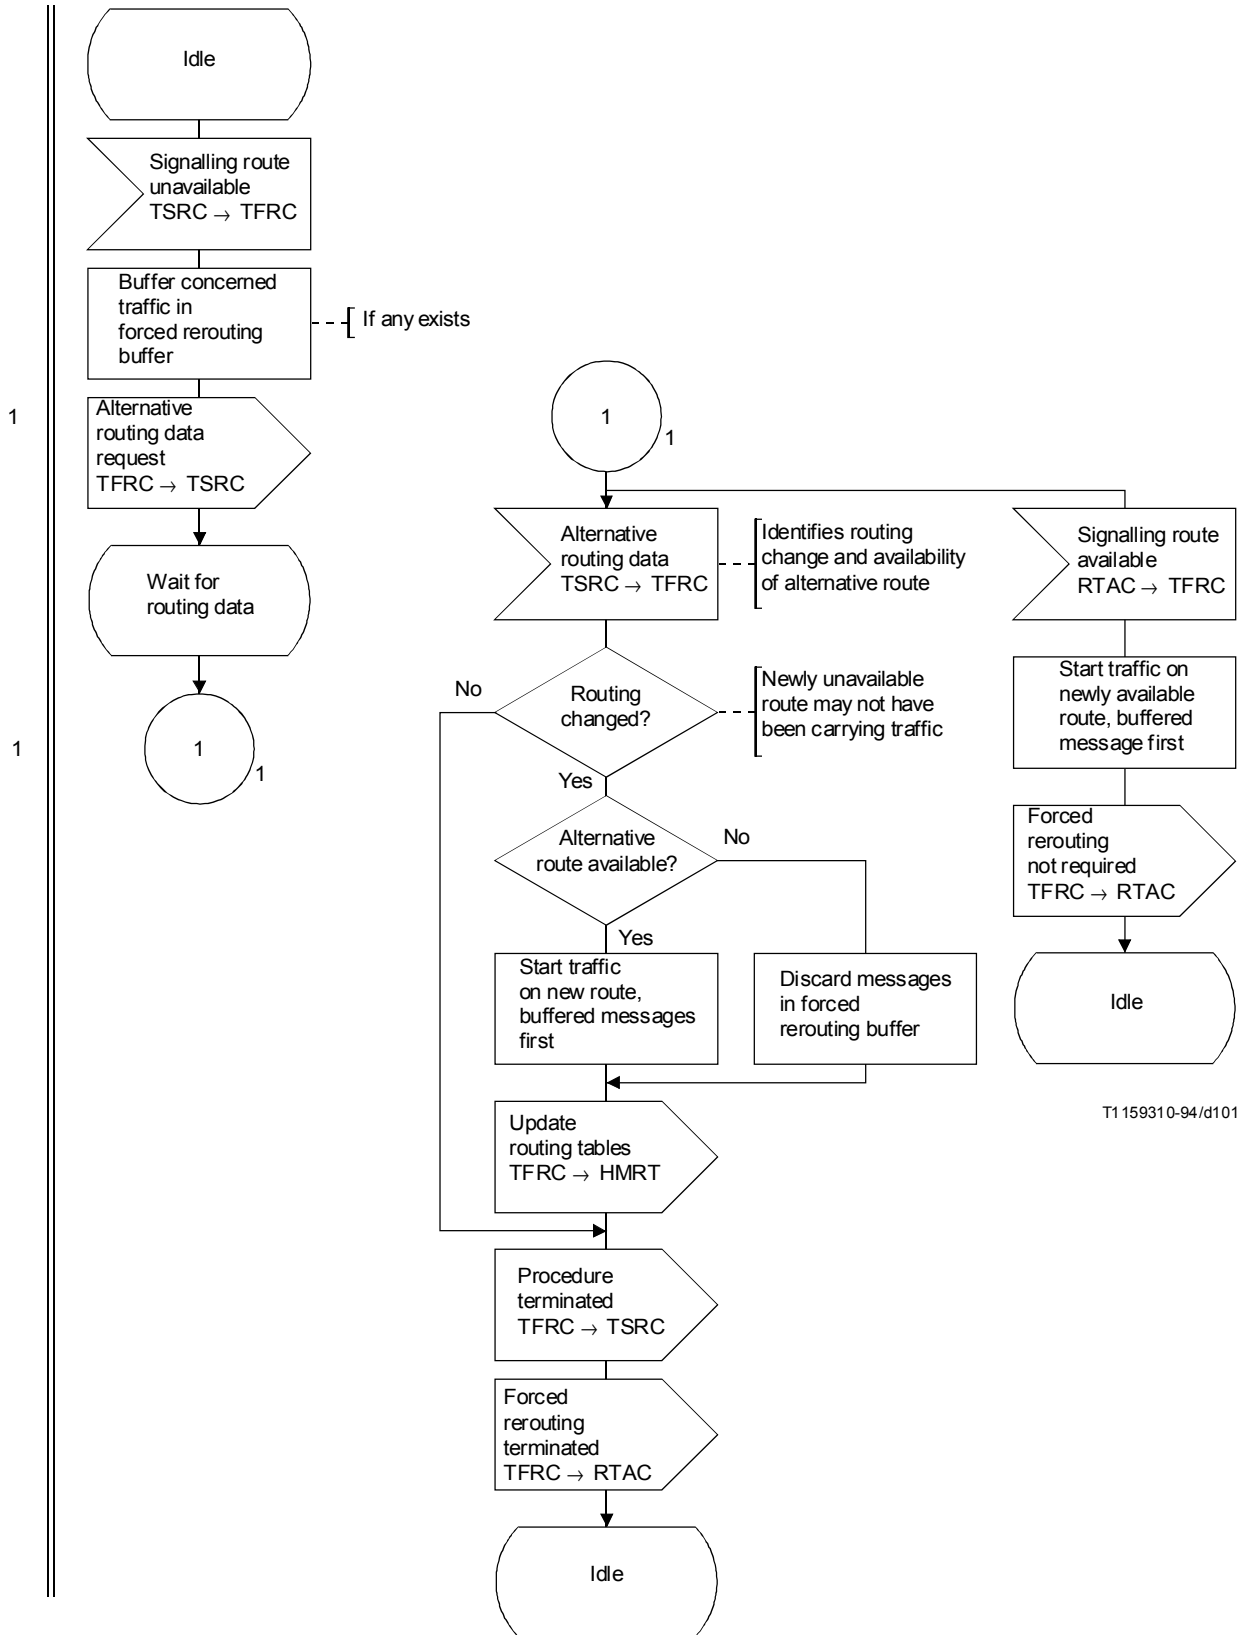 Idle
Signalling route
unavailable
TSRC → TFRC
Buffer concerned
traffic in
forced rerouting
buffer
If any exists
1
Alternative
routing data
request
TFRC → TSRC
Wait for
routing data
1
1
1
1
1
Alternative
routing data
TSRC → TFRC
Identifies routing
change and availability
of alternative route
Routing
changed?
No
Newly unavailable
route may not have
been carrying traffic
Yes
Alternative
route available?
No
Yes
Start traffic
on new route,
buffered messages
first
Discard messages
in forced
rerouting buffer
Update
routing tables
TFRC → HMRT
Procedure
terminated
TFRC → TSRC
Forced
rerouting
terminated
TFRC → RTAC
Idle
Signalling route
available
RTAC → TFRC
Start traffic on
newly available
route, buffered
message first
Forced
rerouting
not required
TFRC → RTAC
Idle
T1159310-94/d101